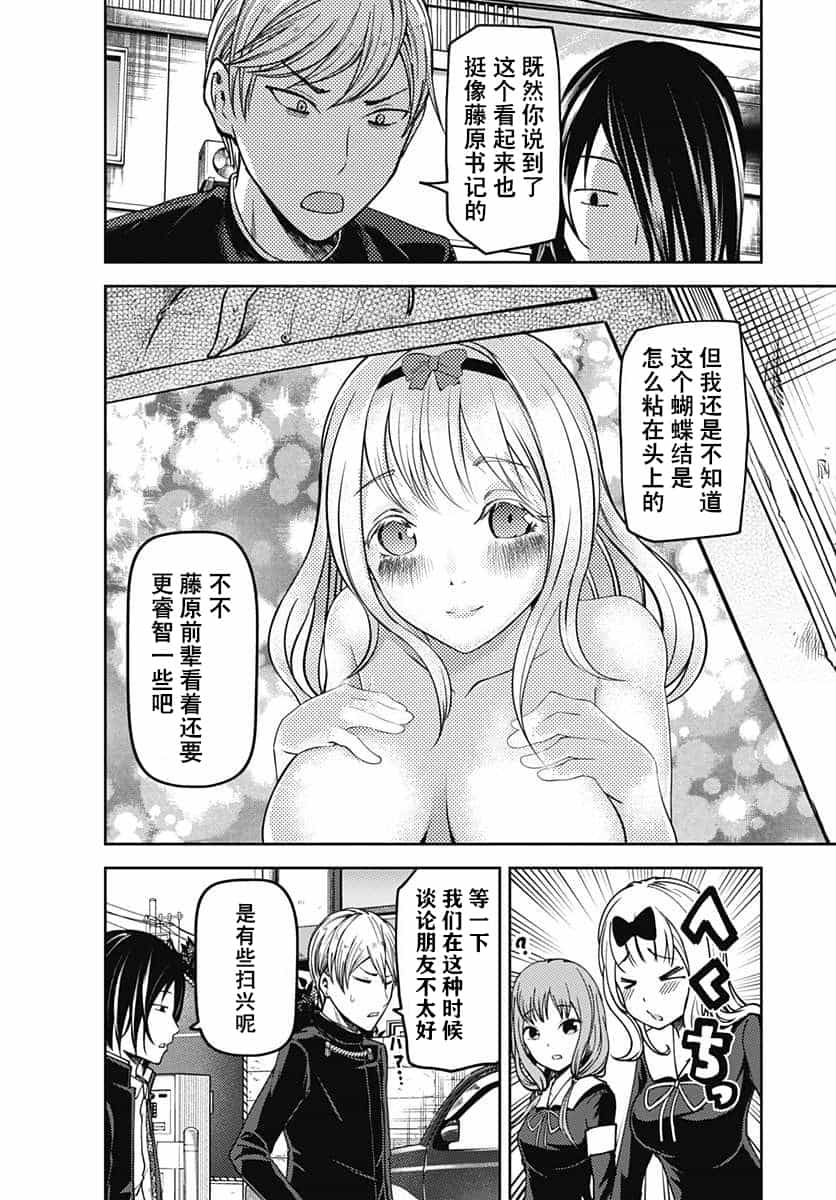 既然你说到了
这个看起来也
挺像藤原书记的
但我还是不知道
这个蝴蝶结是
怎么粘在头上的
不不
藤原前辈看着还要
更睿智一些吧
へくちっ
?
等一下
我们在这种时候
谈论朋友不太好
是有些扫兴呢